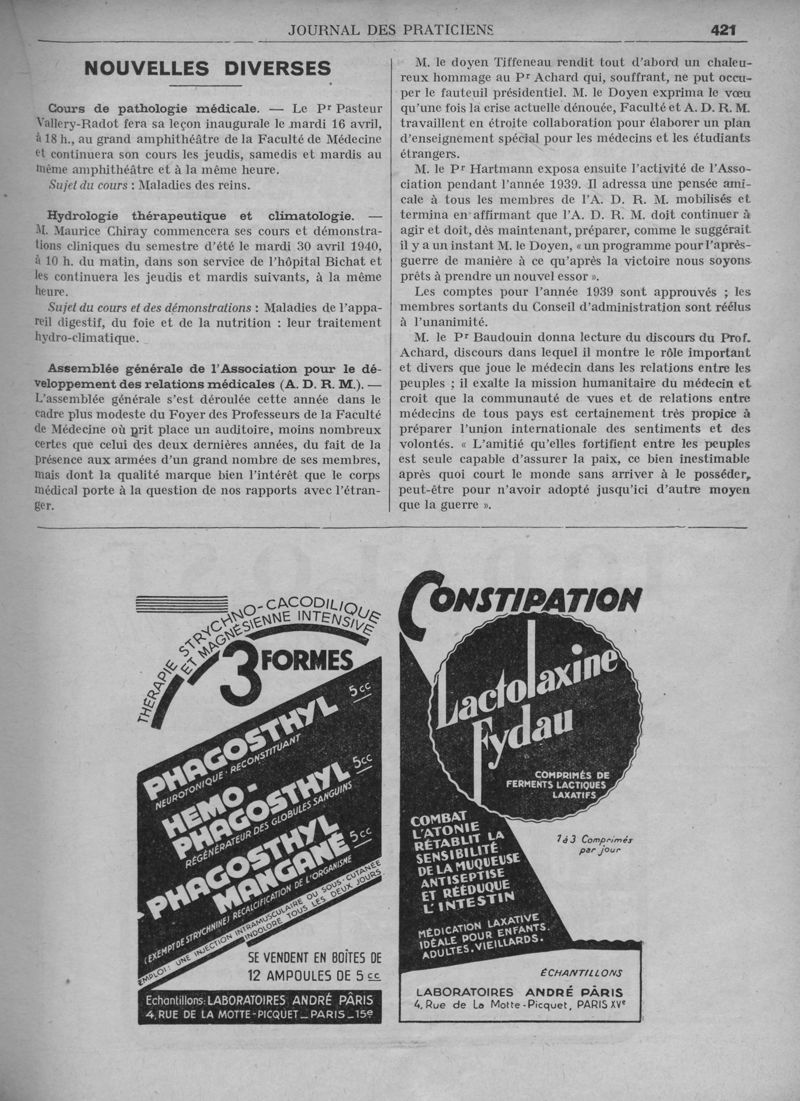 JOURNAL DES PRATICIENS 421
NOUVELLES DIVERSES
Cours de pathologie médicale. — Le Pr Pasteur
Vallery-Radot fera sa leçon inaugurale le mardi 16 avril,
à 18 h., au grand amphithéâtre de la Faculté de Médecine
et continuera son cours les jeudis, samedis et mardis au
même amphithéâtre et à la même heure.
Sujet du cours : Maladies des reins.
Hydrologie thérapeutique et climatologie. —
M. Maurice Chiray commencera ses cours et démonstra-
tions cliniques du semestre d'été le mardi 30 avril 1940,
à 10 h. du matin, dans son service de l'hôpital Bichat et
les continuera les jeudis et mardis suivants, à la même
heure.
Sujet du cours et des démonstrations : Maladies de l'appa-
reil digestif, du foie et de la nutrition : leur traitement
hydro-climatique.
Assemblée générale de l'Association pour le dé-
veloppement des relations médicales (A. D. R. M.). —
L'assemblée générale s'est déroulée cette année dans le
cadre plus modeste du Foyer des Professeurs de la Faculté
de Médecine où prit place un auditoire, moins nombreux
certes que celui des deux dernières années, du fait de la
présence aux armées d'un grand nombre de ses membres,
mais dont la qualité marque bien l'intérêt que le corps
médical porte à la question de nos rapports avec l'étran-
ger.
M. le doyen Tiffeneau rendit tout d'abord un chaleu-
reux hommage au Pr Achard qui, souffrant, ne put occu-
per le fauteuil présidentiel. M. le Doyen exprima le vœu
qu'une fois la crise actuelle dénouée, Faculté et A. D. R. M.
travaillent en étroite collaboration pour élaborer un plan
d'enseignement spécial pour les médecins et les étudiants
étrangers.
M. le Pr Hartmann exposa ensuite l'activité de l'Asso-
ciation pendant l'année 1939. Il adressa une pensée ami-
cale à tous les membres de l'A. D. R. M. mobilisés et
termina en affirmant que l'A. D. R. M. doit continuer à
agir et doit, dès maintenant, préparer, comme le suggérait
il y a un instant M. le Doyen, « un programme pour l'après-
guerre de manière à ce qu'après la victoire nous soyons
prêts à prendre un nouvel essor ».
Les comptes pour l'année 1939 sont approuvés ; les
membres sortants du Conseil d'administration sont réélus
à l'unanimité.
M. le Pr Baudouin donna lecture du discours du Prof.
Achard, discours dans lequel il montre le rôle important
et divers que joue le médecin dans les relations entre les
peuples ; il exalte la mission humanitaire du médecin et
croit que la communauté de vues et de relations entre
médecins de tous pays est certainement très propice à
préparer l'union internationale des sentiments et des
volontés. « L'amitié qu'elles fortifient entre les peuples
est seule capable d'assurer la paix, ce bien inestimable
après quoi court le monde sans arriver à le posséder,
peut-être pour n'avoir adopté jusqu'ici d'autre moyen
que la guerre ».
THÉRAPIE STRYCHNO-CACODILIQUE
ET MAGNÉSIENNE INTENSIVE
3 FORMES
PHAGOSTHYL 5cc
NEUROTONIQUE-RECONSTITUANT
HEMO-
PHAGOSTHYL 5cc
RÉGÉNÉRATEUR DES GLOBULES SANGUINS
PHAGOSTHYL
MANGANÉ 5cc
(EXEMPT DE STRYCHNINE) RECALCIFICATION DE L'ORGANISME
EMPLOI: UNE INJECTION INTRAMUSCULAIRE OU SOUS-CUTANÉE
INDOLORE TOUS LES DEUX JOURS
SE VENDENT EN BOÎTES DE
12 AMPOULES DE 5 cc
Echantillons: LABORATOIRES ANDRÉ PÂRIS
4, RUE DE LA MOTTE-PICQUET _ PARIS _ 15e
CONSTIPATION
Lactolaxine
Fydau
COMPRIMÉS DE
FERMENTS LACTIQUES
LAXATIFS
COMBAT
L'ATONIE
RÉTABLIT LA
SENSIBILITÉ
DE LA MUQUEUSE
ANTISEPTISE
ET RÉÉDUQUE
L'INTESTIN
1 à 3 Comprimés
par jour
MÉDICATION LAXATIVE
IDÉALE POUR ENFANTS.
ADULTES. VIEILLARDS.
ÉCHANTILLONS
LABORATOIRES ANDRÉ PÂRIS
4, Rue de La Motte-Picquet, PARIS XVe